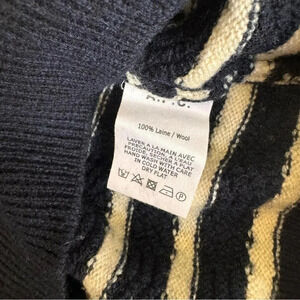 A.P.C.
100% Laine / Wool
LAVER A LA MAIN AVEC
PRECAUTION. SECHER A PLAT
FROIDE. A L'EAU
HAND WASH WITH CARE
IN COLD WATER
DRY FLAT
P